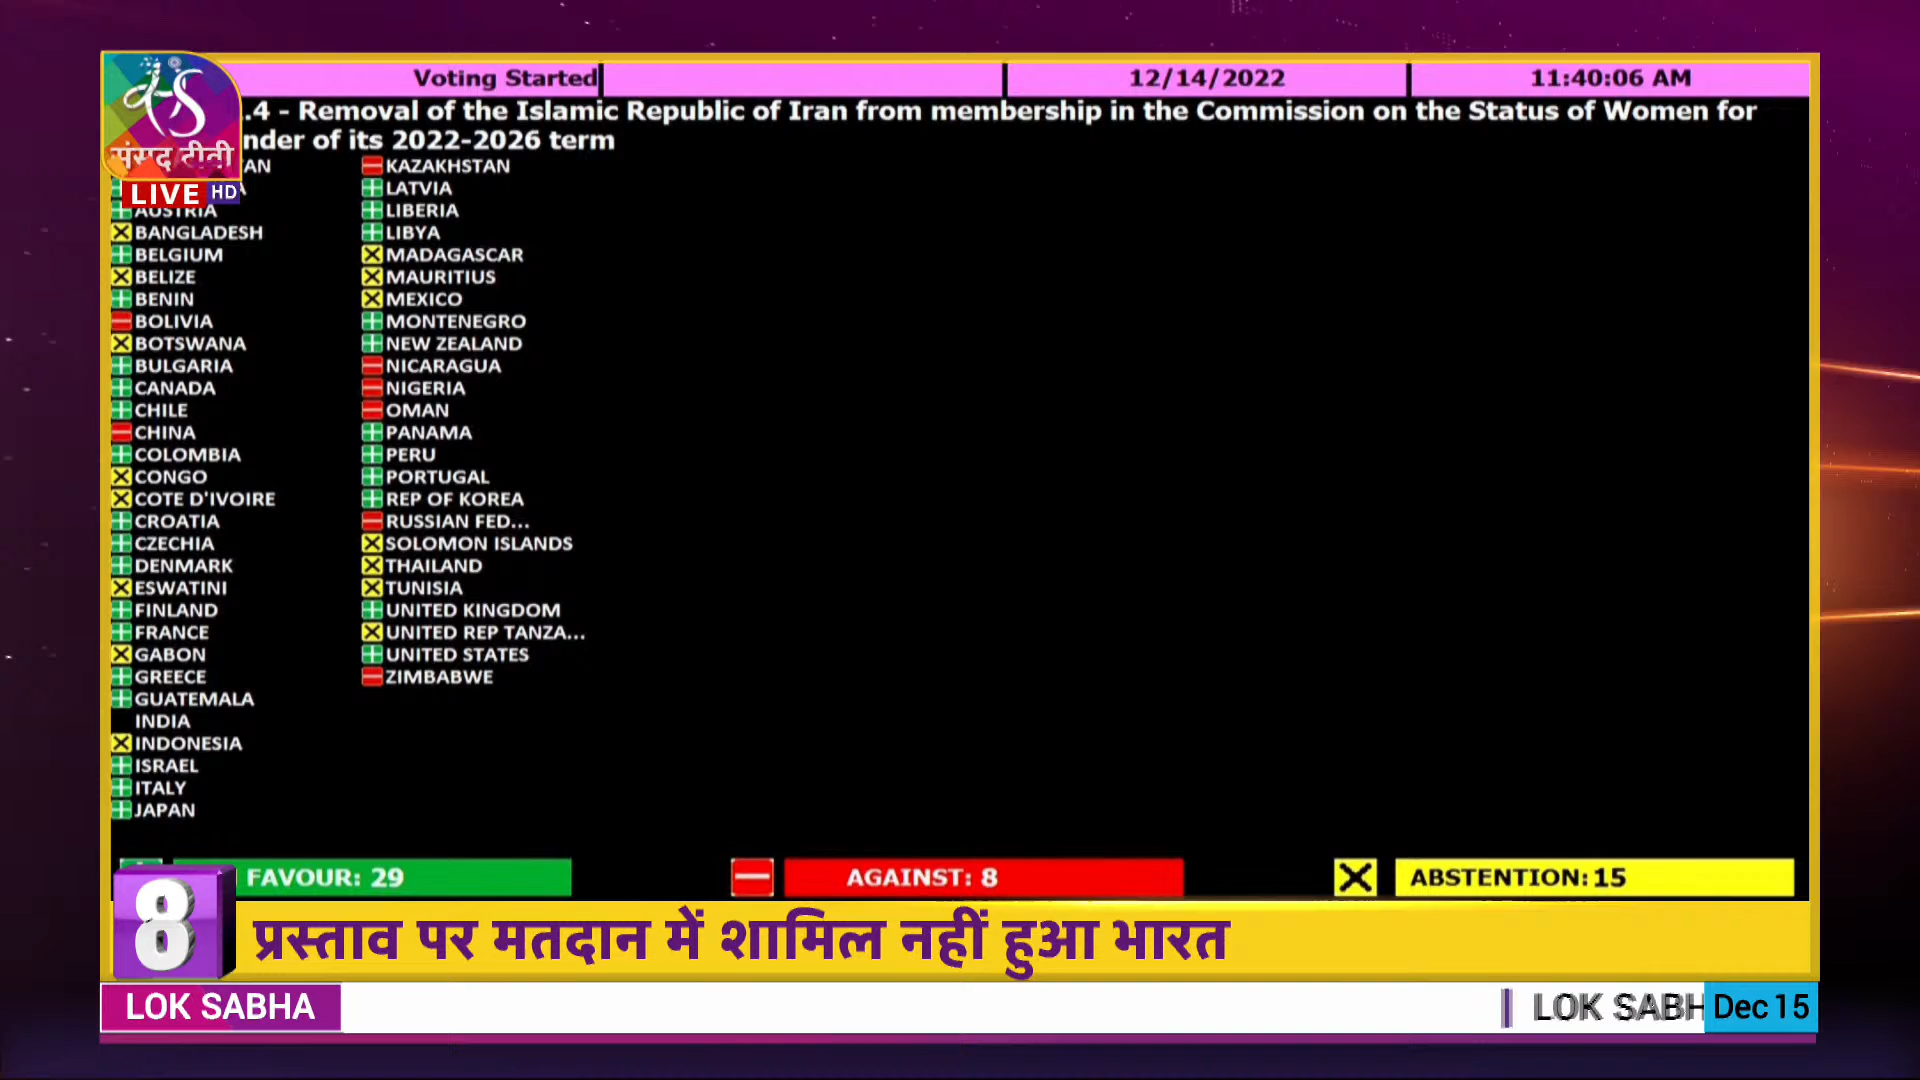 Voting Started 12/14/2022 11:40:06 AM
.4 - Removal of the Islamic Republic of Iran from membership in the Commission on the Status of Women for
nder of its 2022-2026 term
संसद टीवी
LIVE HD
AN
AUSTRIA
BANGLADESH
BELGIUM
BELIZE
BENIN
BOLIVIA
BOTSWANA
BULGARIA
CANADA
CHILE
CHINA
COLOMBIA
CONGO
COTE D'IVOIRE
CROATIA
CZECHIA
DENMARK
ESWATINI
FINLAND
FRANCE
GABON
GREECE
GUATEMALA
INDIA
INDONESIA
ISRAEL
ITALY
JAPAN
KAZAKHSTAN
LATVIA
LIBERIA
LIBYA
MADAGASCAR
MAURITIUS
MEXICO
MONTENEGRO
NEW ZEALAND
NICARAGUA
NIGERIA
OMAN
PANAMA
PERU
PORTUGAL
REP OF KOREA
RUSSIAN FED...
SOLOMON ISLANDS
THAILAND
TUNISIA
UNITED KINGDOM
UNITED REP TANZA...
UNITED STATES
ZIMBABWE
FAVOUR: 29 AGAINST: 8 ABSTENTION: 15
8 प्रस्ताव पर मतदान में शामिल नहीं हुआ भारत
LOK SABHA LOK SABH Dec 15